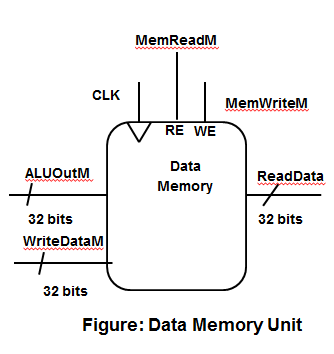 MemReadM
CLK
MemWriteM
RE WE
Data
Memory
ALUOutM
32 bits
ReadData
32 bits
WriteDataM
32 bits
Figure: Data Memory Unit